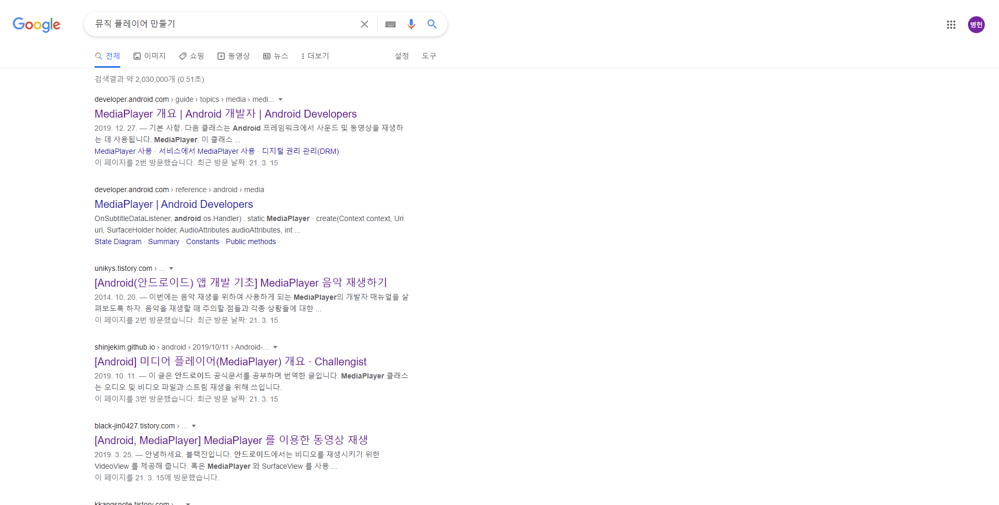 Google
뮤직 플레이어 만들기
병헌
전체 이미지 쇼핑 동영상 뉴스 더보기 설정 도구
검색결과 약 2,030,000개 (0.51초)
developer.android.com › guide › topics › media › medi...
MediaPlayer 개요 | Android 개발자 | Android Developers
2019. 12. 27. — 기본 사항. 다음 클래스는 Android 프레임워크에서 사운드 및 동영상을 재생하
는 데 사용됩니다. MediaPlayer: 이 클래스 ...
MediaPlayer 사용 · 서비스에서 MediaPlayer 사용 · 디지털 권리 관리(DRM)
이 페이지를 2번 방문했습니다. 최근 방문 날짜: 21. 3. 15
developer.android.com › reference › android › media
MediaPlayer | Android Developers
OnSubtitleDataListener, android.os.Handler) . static MediaPlayer · create(Context context, Uri
uri, SurfaceHolder holder, AudioAttributes audioAttributes, int ...
State Diagram · Summary · Constants · Public methods
unikys.tistory.com › ...
[Android(안드로이드) 앱 개발 기초] MediaPlayer 음악 재생하기
2014. 10. 20. — 이번에는 음악 재생을 위하여 사용하게 되는 MediaPlayer의 개발자 매뉴얼을 살
펴보도록 하자. 음악을 재생할 때 주의할 점들과 각종 상황들에 대한 ...
이 페이지를 2번 방문했습니다. 최근 방문 날짜: 21. 3. 15
shinjekim.github.io › android › 2019/10/11 › Android-...
[Android] 미디어 플레이어(MediaPlayer) 개요 · Challengist
2019. 10. 11. — 이 글은 안드로이드 공식문서를 공부하며 번역한 글입니다. MediaPlayer 클래스
는 오디오 및 비디오 파일과 스트림 재생을 위해 쓰입니다.
이 페이지를 3번 방문했습니다. 최근 방문 날짜: 21. 3. 15
black-jin0427.tistory.com › ...
[Android, MediaPlayer] MediaPlayer 를 이용한 동영상 재생
2019. 3. 25. — 안녕하세요. 블랙진입니다. 안드로이드에서는 비디오를 재생시키기 위한
VideoView 를 제공해 줍니다. 혹은 MediaPlayer 와 SurfaceView 를 사용 ...
이 페이지를 21. 3. 15에 방문했습니다.
kkangsnote.tistory.com › ...